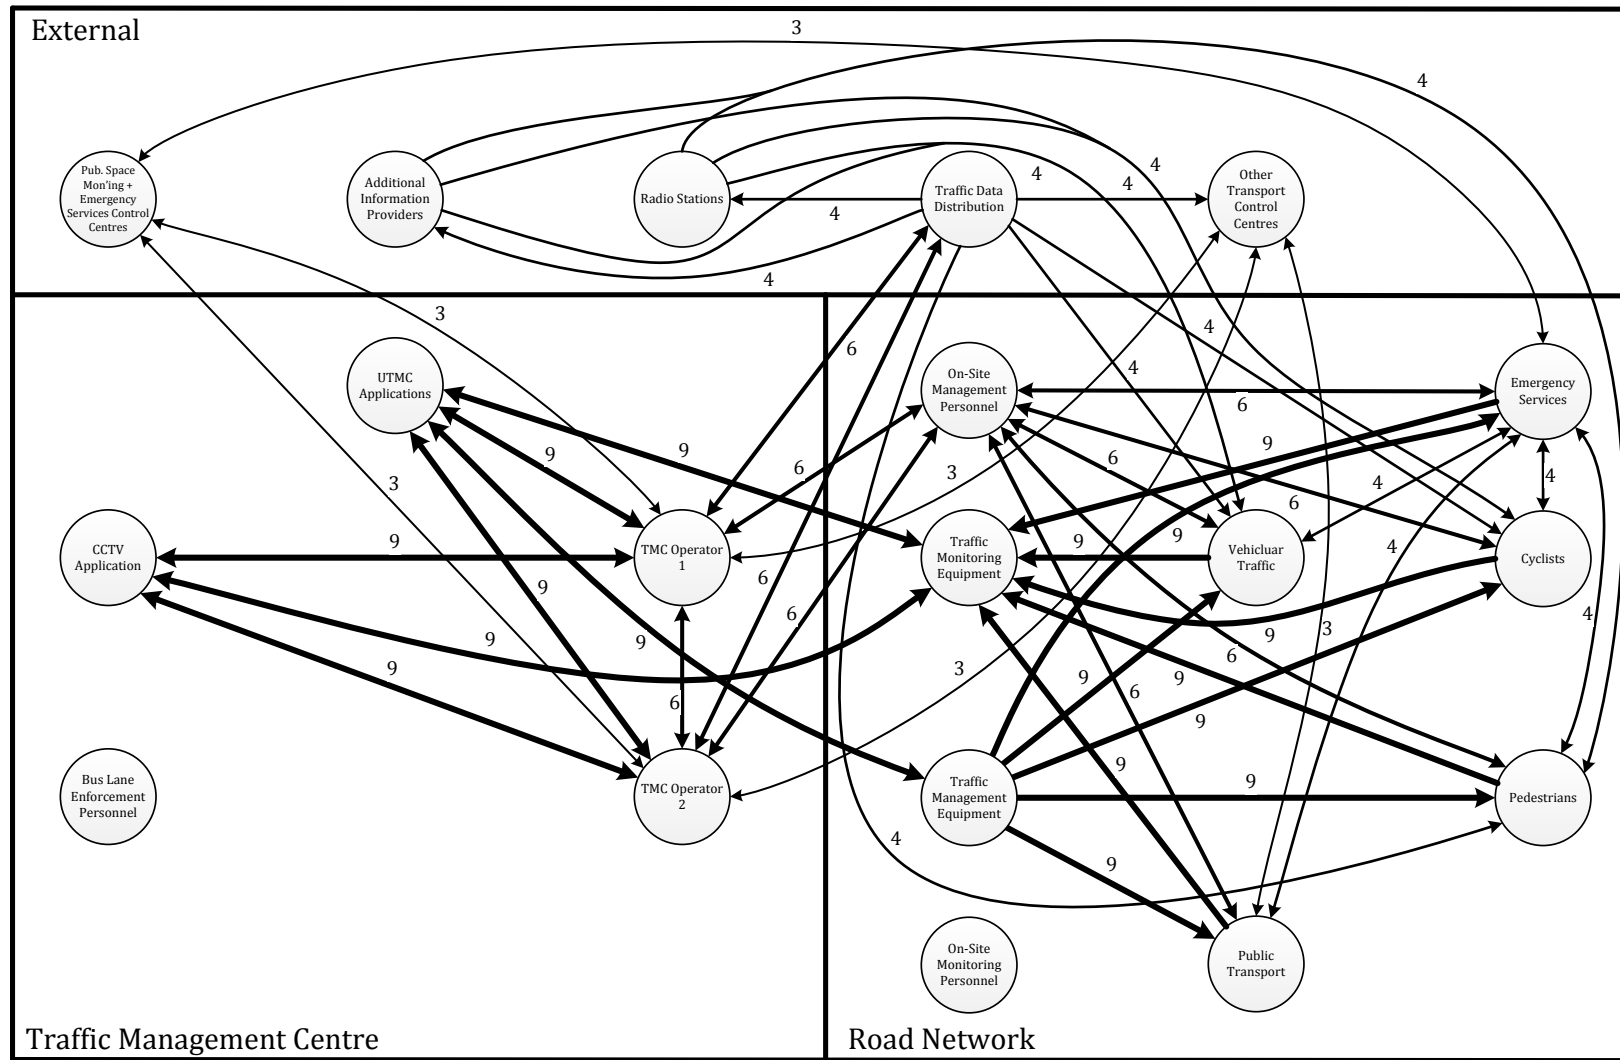 External
3
4
Pub. Space
Mon'ing +
Emergency
Services Control
Centres
Additional
Information
Providers
Radio Stations
Traffic Data
Distribution
Other
Transport
Control
Centres
4
4
4
4
4
3
UTMC
Applications
6
On-Site
Management
Personnel
4
4
Emergency
Services
6
9
9
6
3
6
9
4
4
3
6
CCTV
Application
9
TMC Operator
1
Traffic
Monitoring
Equipment
9
9
Vehicluar
Traffic
4
Cyclists
9
6
6
9
9
9
3
4
9
6
3
9
9
6
6
9
Bus Lane
Enforcement
Personnel
TMC Operator
2
Traffic
Management
Equipment
9
9
Pedestrians
4
9
On-Site
Monitoring
Personnel
Public
Transport
Traffic Management Centre
Road Network